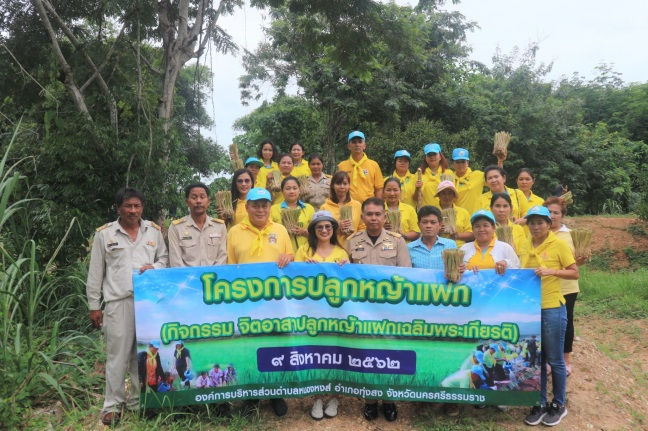 โครงการปลูกหญ้าแฝก
(กิจกรรม จิตอาสาปลูกหญ้าแฝกเฉลิมพระเกียรติ)
๙ สิงหาคม ๒๕๖๒
องค์การบริหารส่วนตำบลหนองหงส์ อำเภอทุ่งสง จังหวัดนครศรีธรรมราช